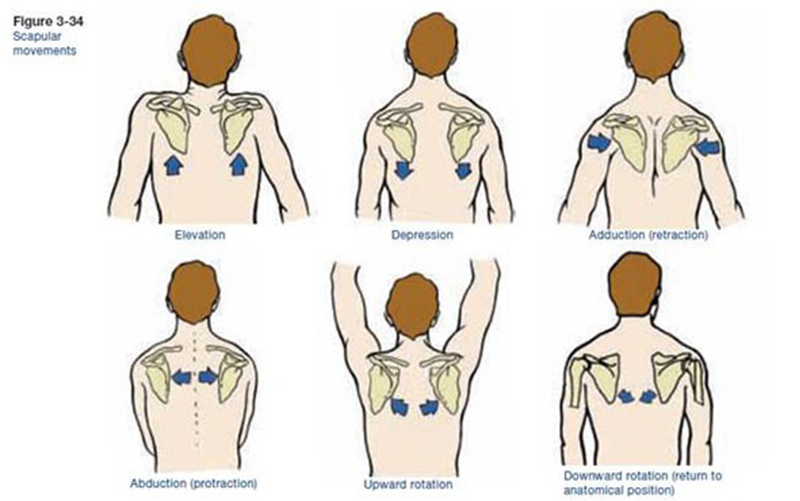 Figure 3-34
Scapular
movements
Elevation
Depression
Adduction (retraction)
Abduction (protraction)
Upward rotation
Downward rotation (return to
anatomical position)